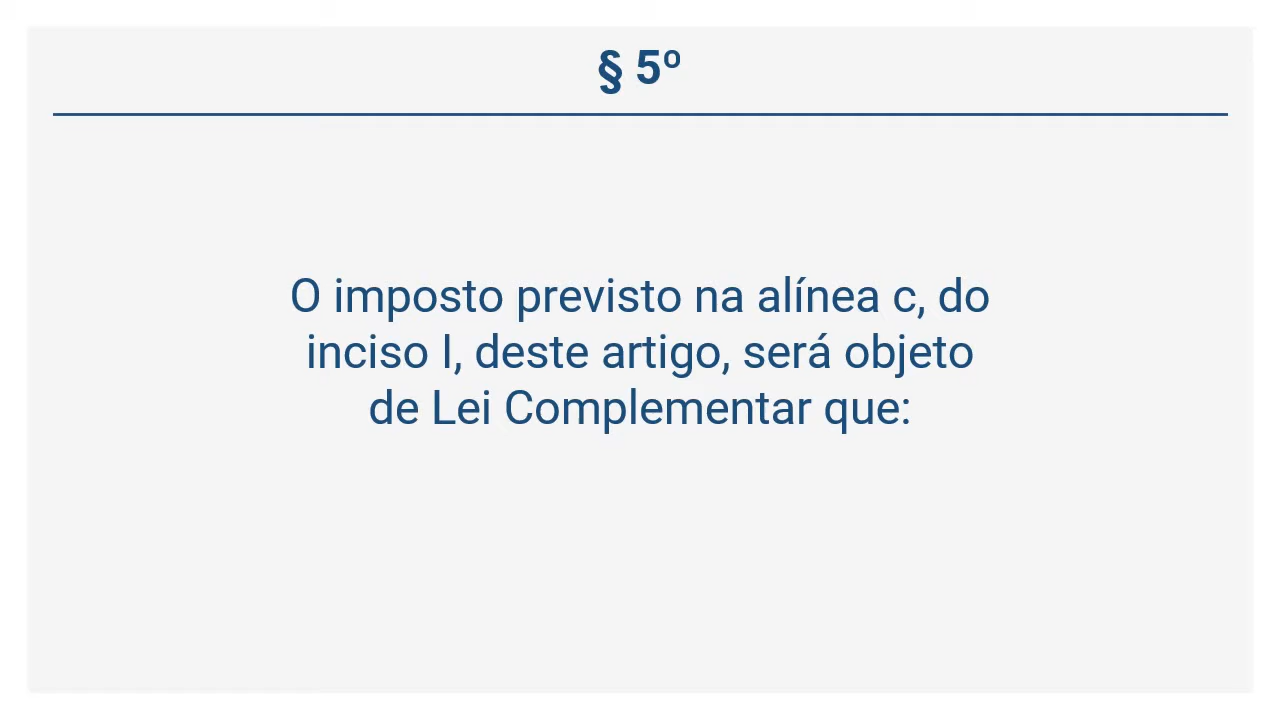 § 5º
O imposto previsto na alínea c, do
inciso I, deste artigo, será objeto
de Lei Complementar que: